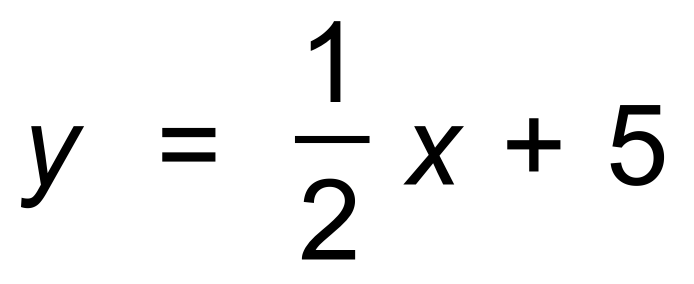 y = 1/2 x + 5